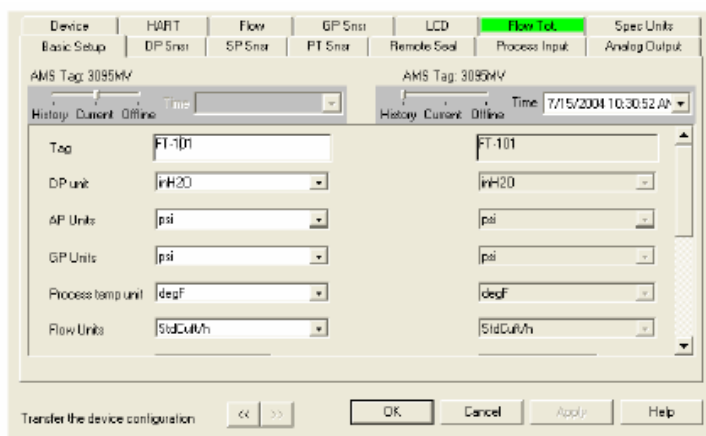 Device HART Flow GP Snsr LCD Flow Tot. Spec Units
Basic Setup DP Snsr SP Snsr PT Snsr Remote Seal Process Input Analog Output
AMS Tag: 3095MV AMS Tag: 3095MV
Time Time 7/15/2004 10:30:52 AM
History Current Offline History Current Offline
Tag FT-101 FT-101
DP unit inH2O inH2O
AP Units psi psi
GP Units psi psi
Process temp unit degF degF
Flow Units StdCuft/h StdCuft/h
Transfer the device configuration << >> OK Cancel Apply Help